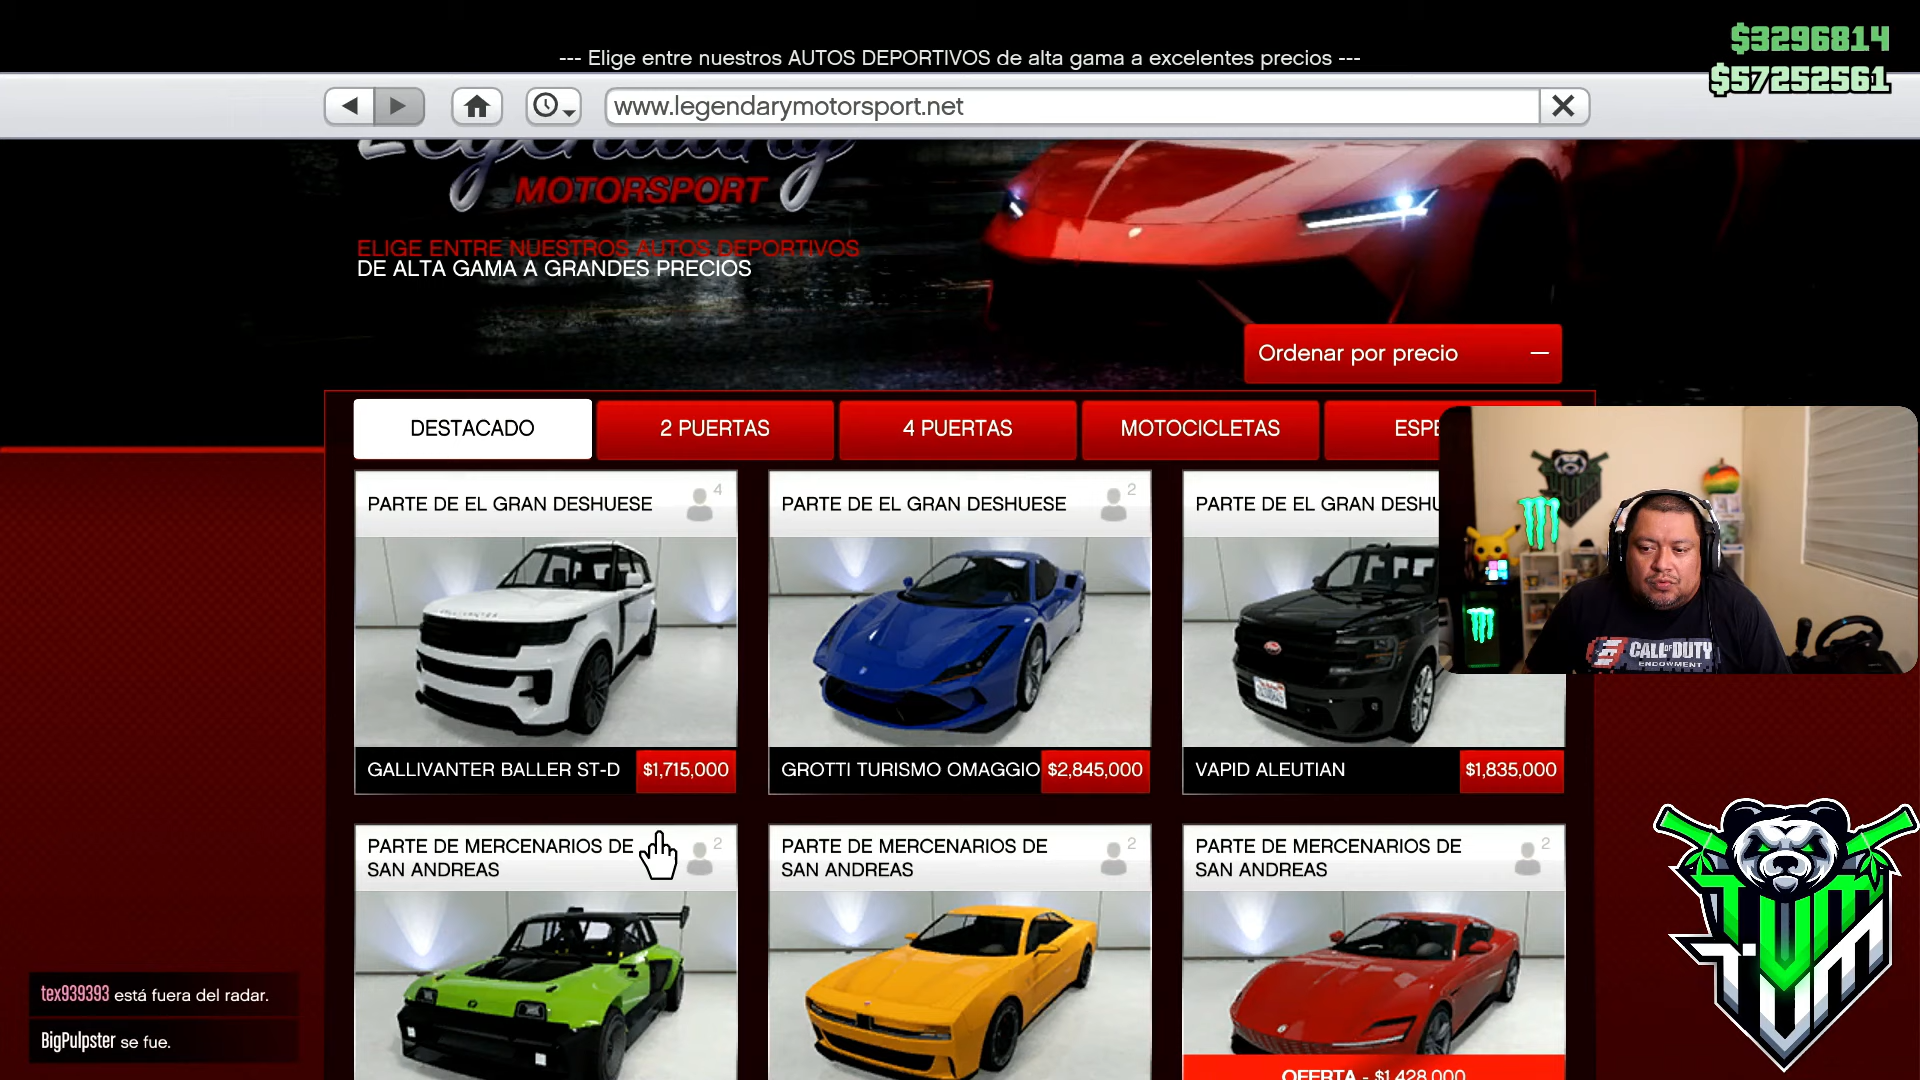 $3296814
--- Elige entre nuestros AUTOS DEPORTIVOS de alta gama a excelentes precios ---
$57252561
www.legendarymotorsport.net
Legendary
MOTORSPORT
ELIGE ENTRE NUESTROS AUTOS DEPORTIVOS
DE ALTA GAMA A GRANDES PRECIOS
Ordenar por precio
DESTACADO
2 PUERTAS
4 PUERTAS
MOTOCICLETAS
ESPE
PARTE DE EL GRAN DESHUESE
4
PARTE DE EL GRAN DESHUESE
2
PARTE DE EL GRAN DESHU
CALL OF DUTY
ENDOWMENT
GALLIVANTER BALLER ST-D
$1,715,000
GROTTI TURISMO OMAGGIO
$2,845,000
VAPID ALEUTIAN
$1,835,000
PARTE DE MERCENARIOS DE
SAN ANDREAS
2
PARTE DE MERCENARIOS DE
SAN ANDREAS
2
PARTE DE MERCENARIOS DE
SAN ANDREAS
2
TUM
TUM
tex939393 está fuera del radar.
BigPulpster se fue.
OFERTA - $1,428,000